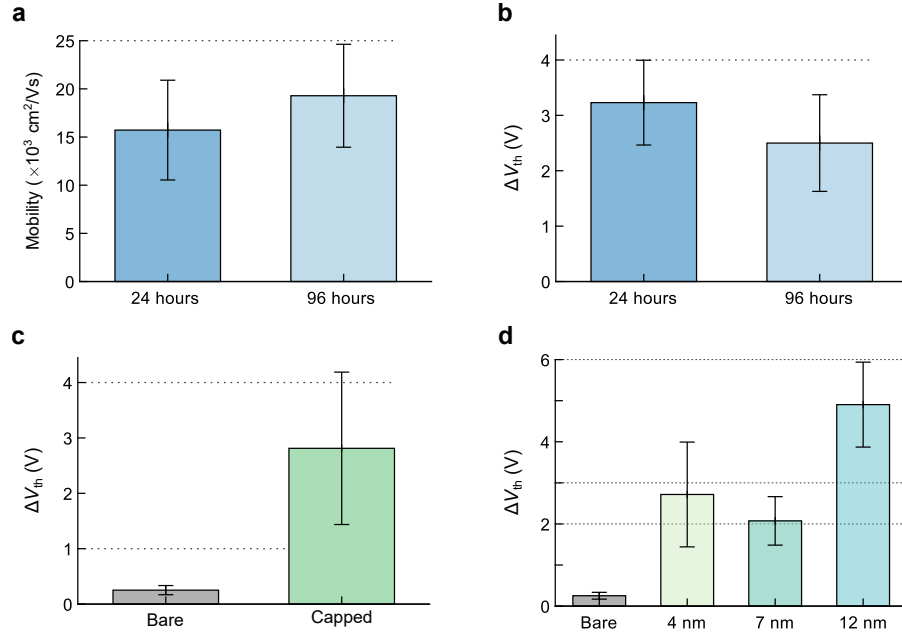 a
Mobility (×10³ cm²/Vs)
25
20
15
10
5
0
24 hours
96 hours
b
ΔVth (V)
4
3
2
1
0
24 hours
96 hours
c
ΔVth (V)
4
3
2
1
0
Bare
Capped
d
ΔVth (V)
6
4
2
0
Bare
4 nm
7 nm
12 nm